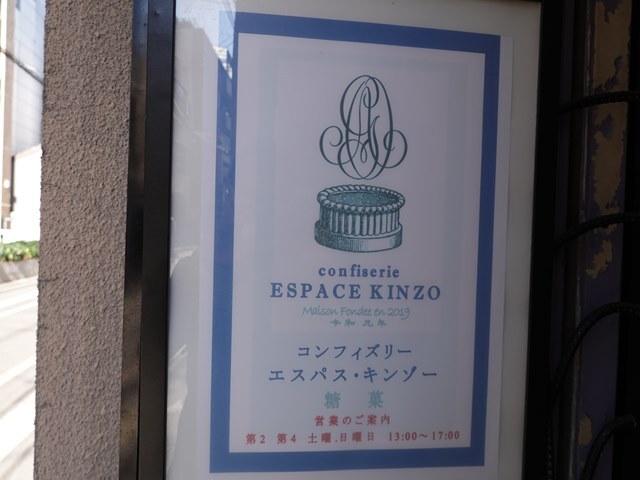 confiserie
ESPACE KINZO
Maison Fondee en 2019
令和元年
コンフィズリー
エスパス・キンゾー
糖菓
営業のご案内
第2 第4 土曜.日曜日 13:00〜17:00